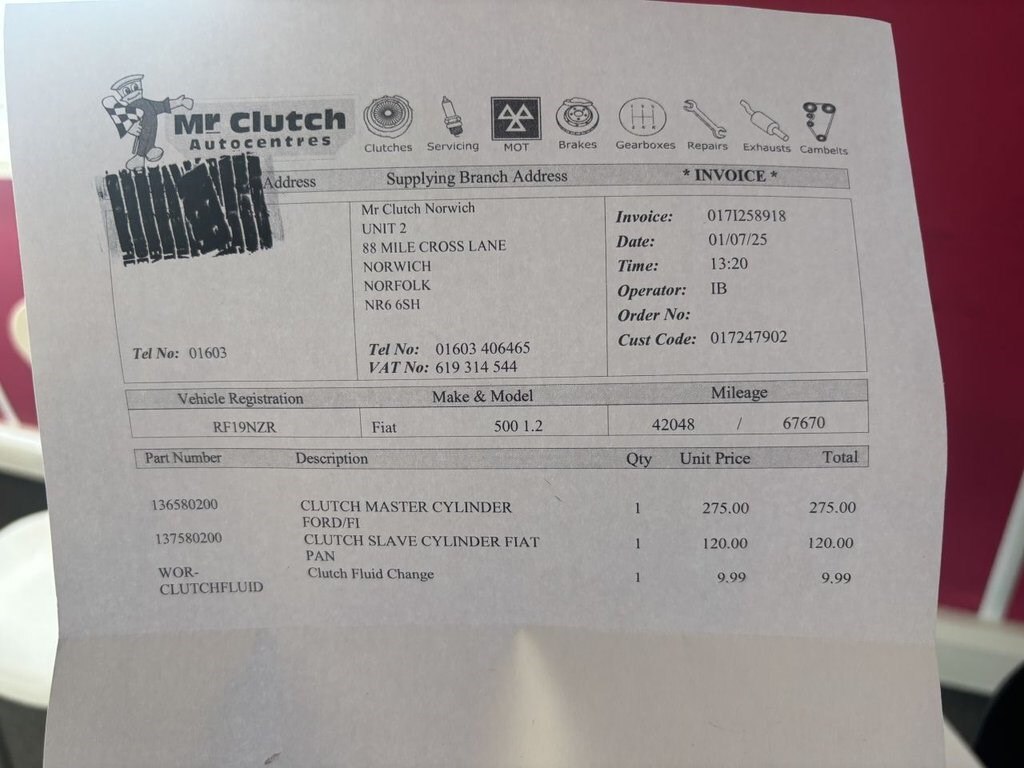 Mr Clutch
Autocentres
Clutches Servicing MOT Brakes Gearboxes Repairs Exhausts Cambelts
Address Supplying Branch Address * INVOICE *
Mr Clutch Norwich
UNIT 2
88 MILE CROSS LANE
NORWICH
NORFOLK
NR6 6SH
Tel No: 01603
Tel No: 01603 406465
VAT No: 619 314 544
Invoice: 017I258918
Date: 01/07/25
Time: 13:20
Operator: IB
Order No:
Cust Code: 017247902
Vehicle Registration Make & Model Mileage
RF19NZR Fiat 500 1.2 42048 / 67670
Part Number Description Qty Unit Price Total
136580200 CLUTCH MASTER CYLINDER 1 275.00 275.00
FORD/FI
137580200 CLUTCH SLAVE CYLINDER FIAT 1 120.00 120.00
PAN
WOR- Clutch Fluid Change 1 9.99 9.99
CLUTCHFLUID